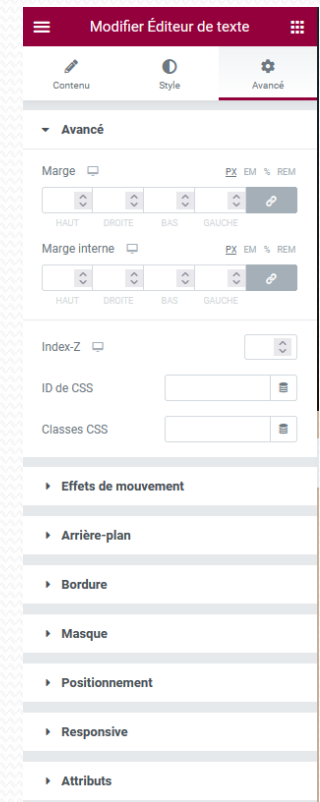 Modifier Éditeur de texte
Contenu Style Avancé
Avancé
Marge PX EM % REM
HAUT DROITE BAS GAUCHE
Marge interne PX EM % REM
HAUT DROITE BAS GAUCHE
Index-Z
ID de CSS
Classes CSS
Effets de mouvement
Arrière-plan
Bordure
Masque
Positionnement
Responsive
Attributs